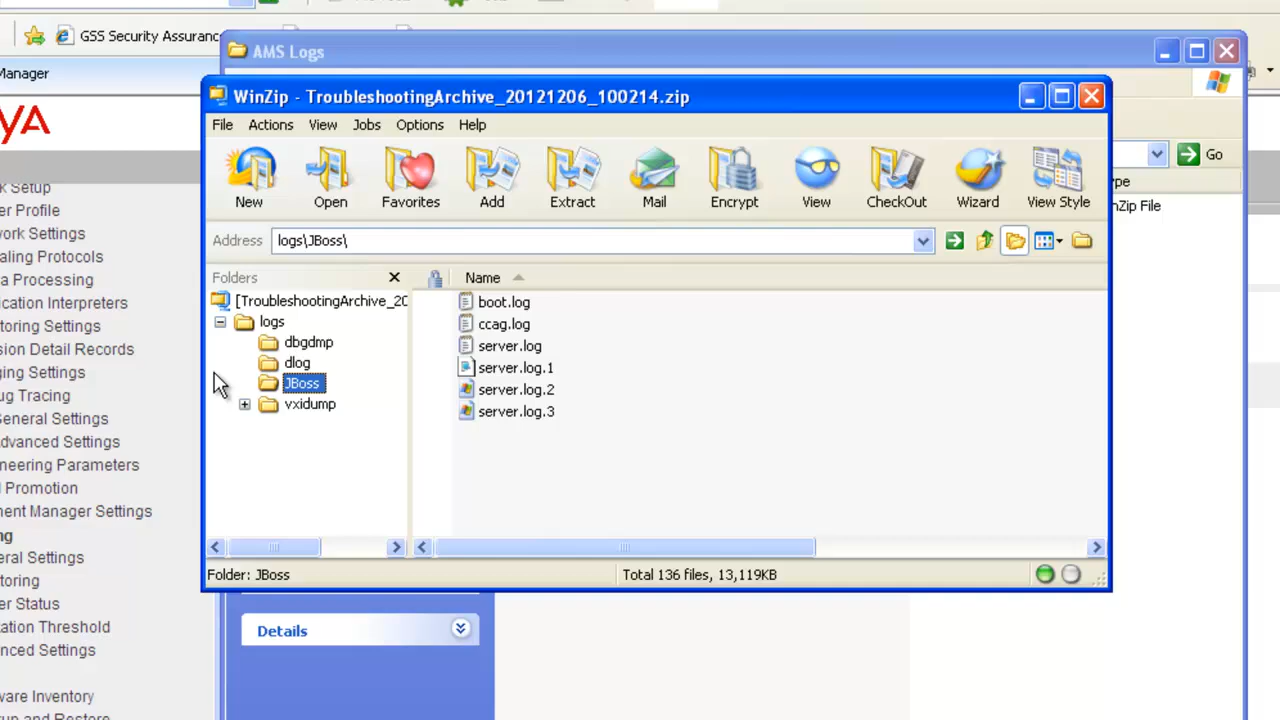 GSS Security Assuranc
AMS Logs
Manager
WinZip - TroubleshootingArchive_20121206_100214.zip
File Actions View Jobs Options Help
YA
New Open Favorites Add Extract Mail Encrypt View CheckOut Wizard View Style
Go
Address logs\JBoss\
Folders
Name
[TroubleshootingArchive_20
logs
dbgdmp
dlog
JBoss
vxidump
boot.log
ccag.log
server.log
server.log.1
server.log.2
server.log.3
Folder: JBoss
Total 136 files, 13,119KB
Details
k Setup
er Profile
work Settings
aling Protocols
a Processing
ication Interpreters
toring Settings
sion Detail Records
ging Settings
ug Tracing
General Settings
dvanced Settings
neering Parameters
d Promotion
ent Manager Settings
ng
eral Settings
toring
er Status
ation Threshold
nced Settings
ware Inventory
up and Restore
ype
nZip File